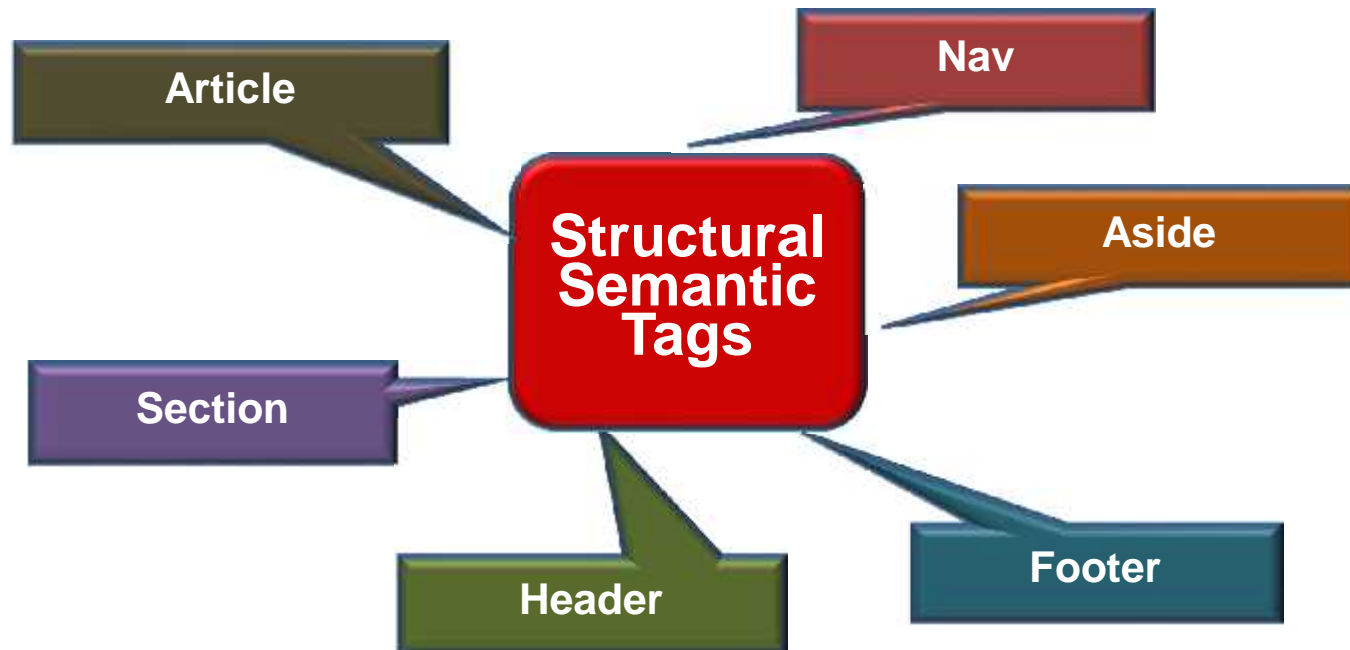 Nav
Article
Structural
Semantic
Tags
Aside
Section
Footer
Header